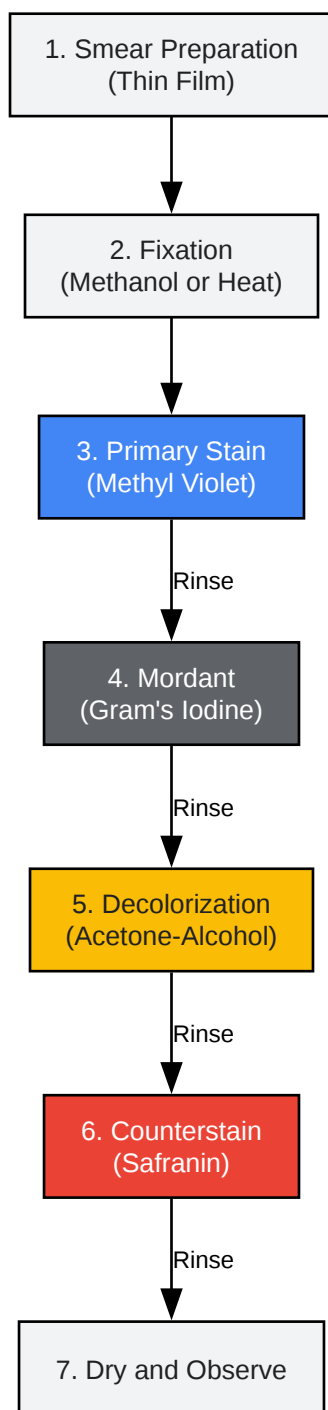 1. Smear Preparation
(Thin Film)
2. Fixation
(Methanol or Heat)
3. Primary Stain
(Methyl Violet)
Rinse
4. Mordant
(Gram's Iodine)
Rinse
5. Decolorization
(Acetone-Alcohol)
Rinse
6. Counterstain
(Safranin)
Rinse
7. Dry and Observe